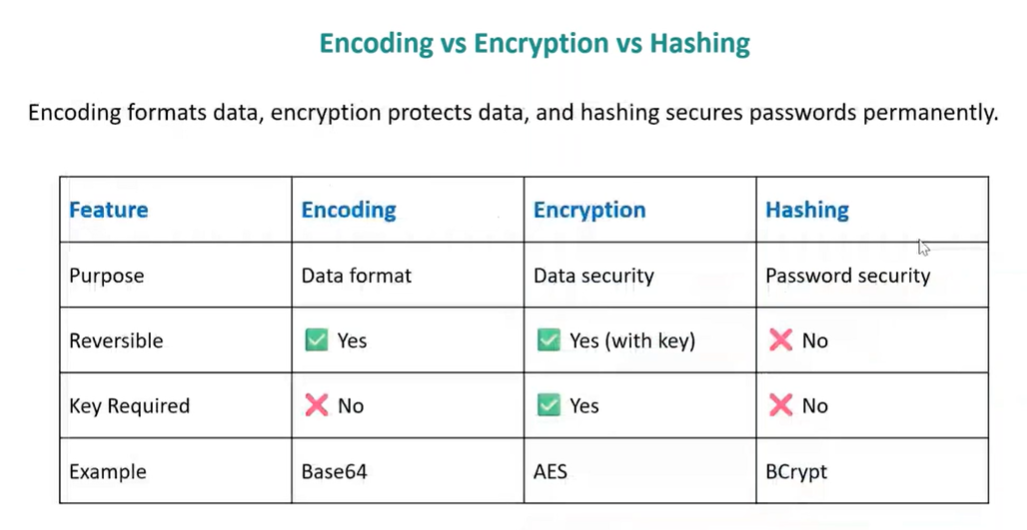 Encoding vs Encryption vs Hashing
Encoding formats data, encryption protects data, and hashing secures passwords permanently.
Feature Encoding Encryption Hashing
Purpose Data format Data security Password security
Reversible ✅ Yes ✅ Yes (with key) ❌ No
Key Required ❌ No ✅ Yes ❌ No
Example Base64 AES BCrypt